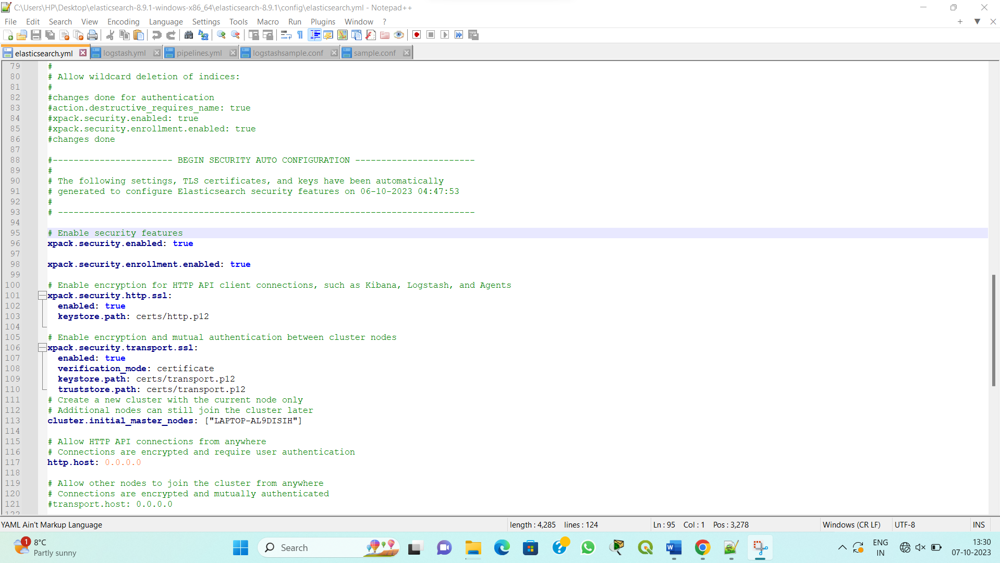 C:\Users\HP\Desktop\elasticsearch-8.9.1-windows-x86_64\elasticsearch-8.9.1\config\elasticsearch.yml - Notepad++
File Edit Search View Encoding Language Settings Tools Macro Run Plugins Window ?
elasticsearch.yml logstash.yml pipelines.yml logstashsample.conf sample.conf
79 #
80 # Allow wildcard deletion of indices:
81 #
82 #changes done for authentication
83 #action.destructive_requires_name: true
84 #xpack.security.enabled: true
85 #xpack.security.enrollment.enabled: true
86 #changes done
87
88 #----------------------- BEGIN SECURITY AUTO CONFIGURATION -----------------------
89 #
90 # The following settings, TLS certificates, and keys have been automatically
91 # generated to configure Elasticsearch security features on 06-10-2023 04:47:53
92 #
93 # --------------------------------------------------------------------------------
94
95 # Enable security features
96 xpack.security.enabled: true
97
98 xpack.security.enrollment.enabled: true
99
100 # Enable encryption for HTTP API client connections, such as Kibana, Logstash, and Agents
101 xpack.security.http.ssl:
102 enabled: true
103 keystore.path: certs/http.p12
104
105 # Enable encryption and mutual authentication between cluster nodes
106 xpack.security.transport.ssl:
107 enabled: true
108 verification_mode: certificate
109 keystore.path: certs/transport.p12
110 truststore.path: certs/transport.p12
111 # Create a new cluster with the current node only
112 # Additional nodes can still join the cluster later
113 cluster.initial_master_nodes: ["LAPTOP-AL9DISIH"]
114
115 # Allow HTTP API connections from anywhere
116 # Connections are encrypted and require user authentication
117 http.host: 0.0.0.0
118
119 # Allow other nodes to join the cluster from anywhere
120 # Connections are encrypted and mutually authenticated
121 #transport.host: 0.0.0.0
122
YAML Ain't Markup Language length : 4,285 lines : 124 Ln : 95 Col : 1 Pos : 3,278 Windows (CR LF) UTF-8 INS
1 8°C
Partly sunny
Search
ENG
IN
13:30
07-10-2023